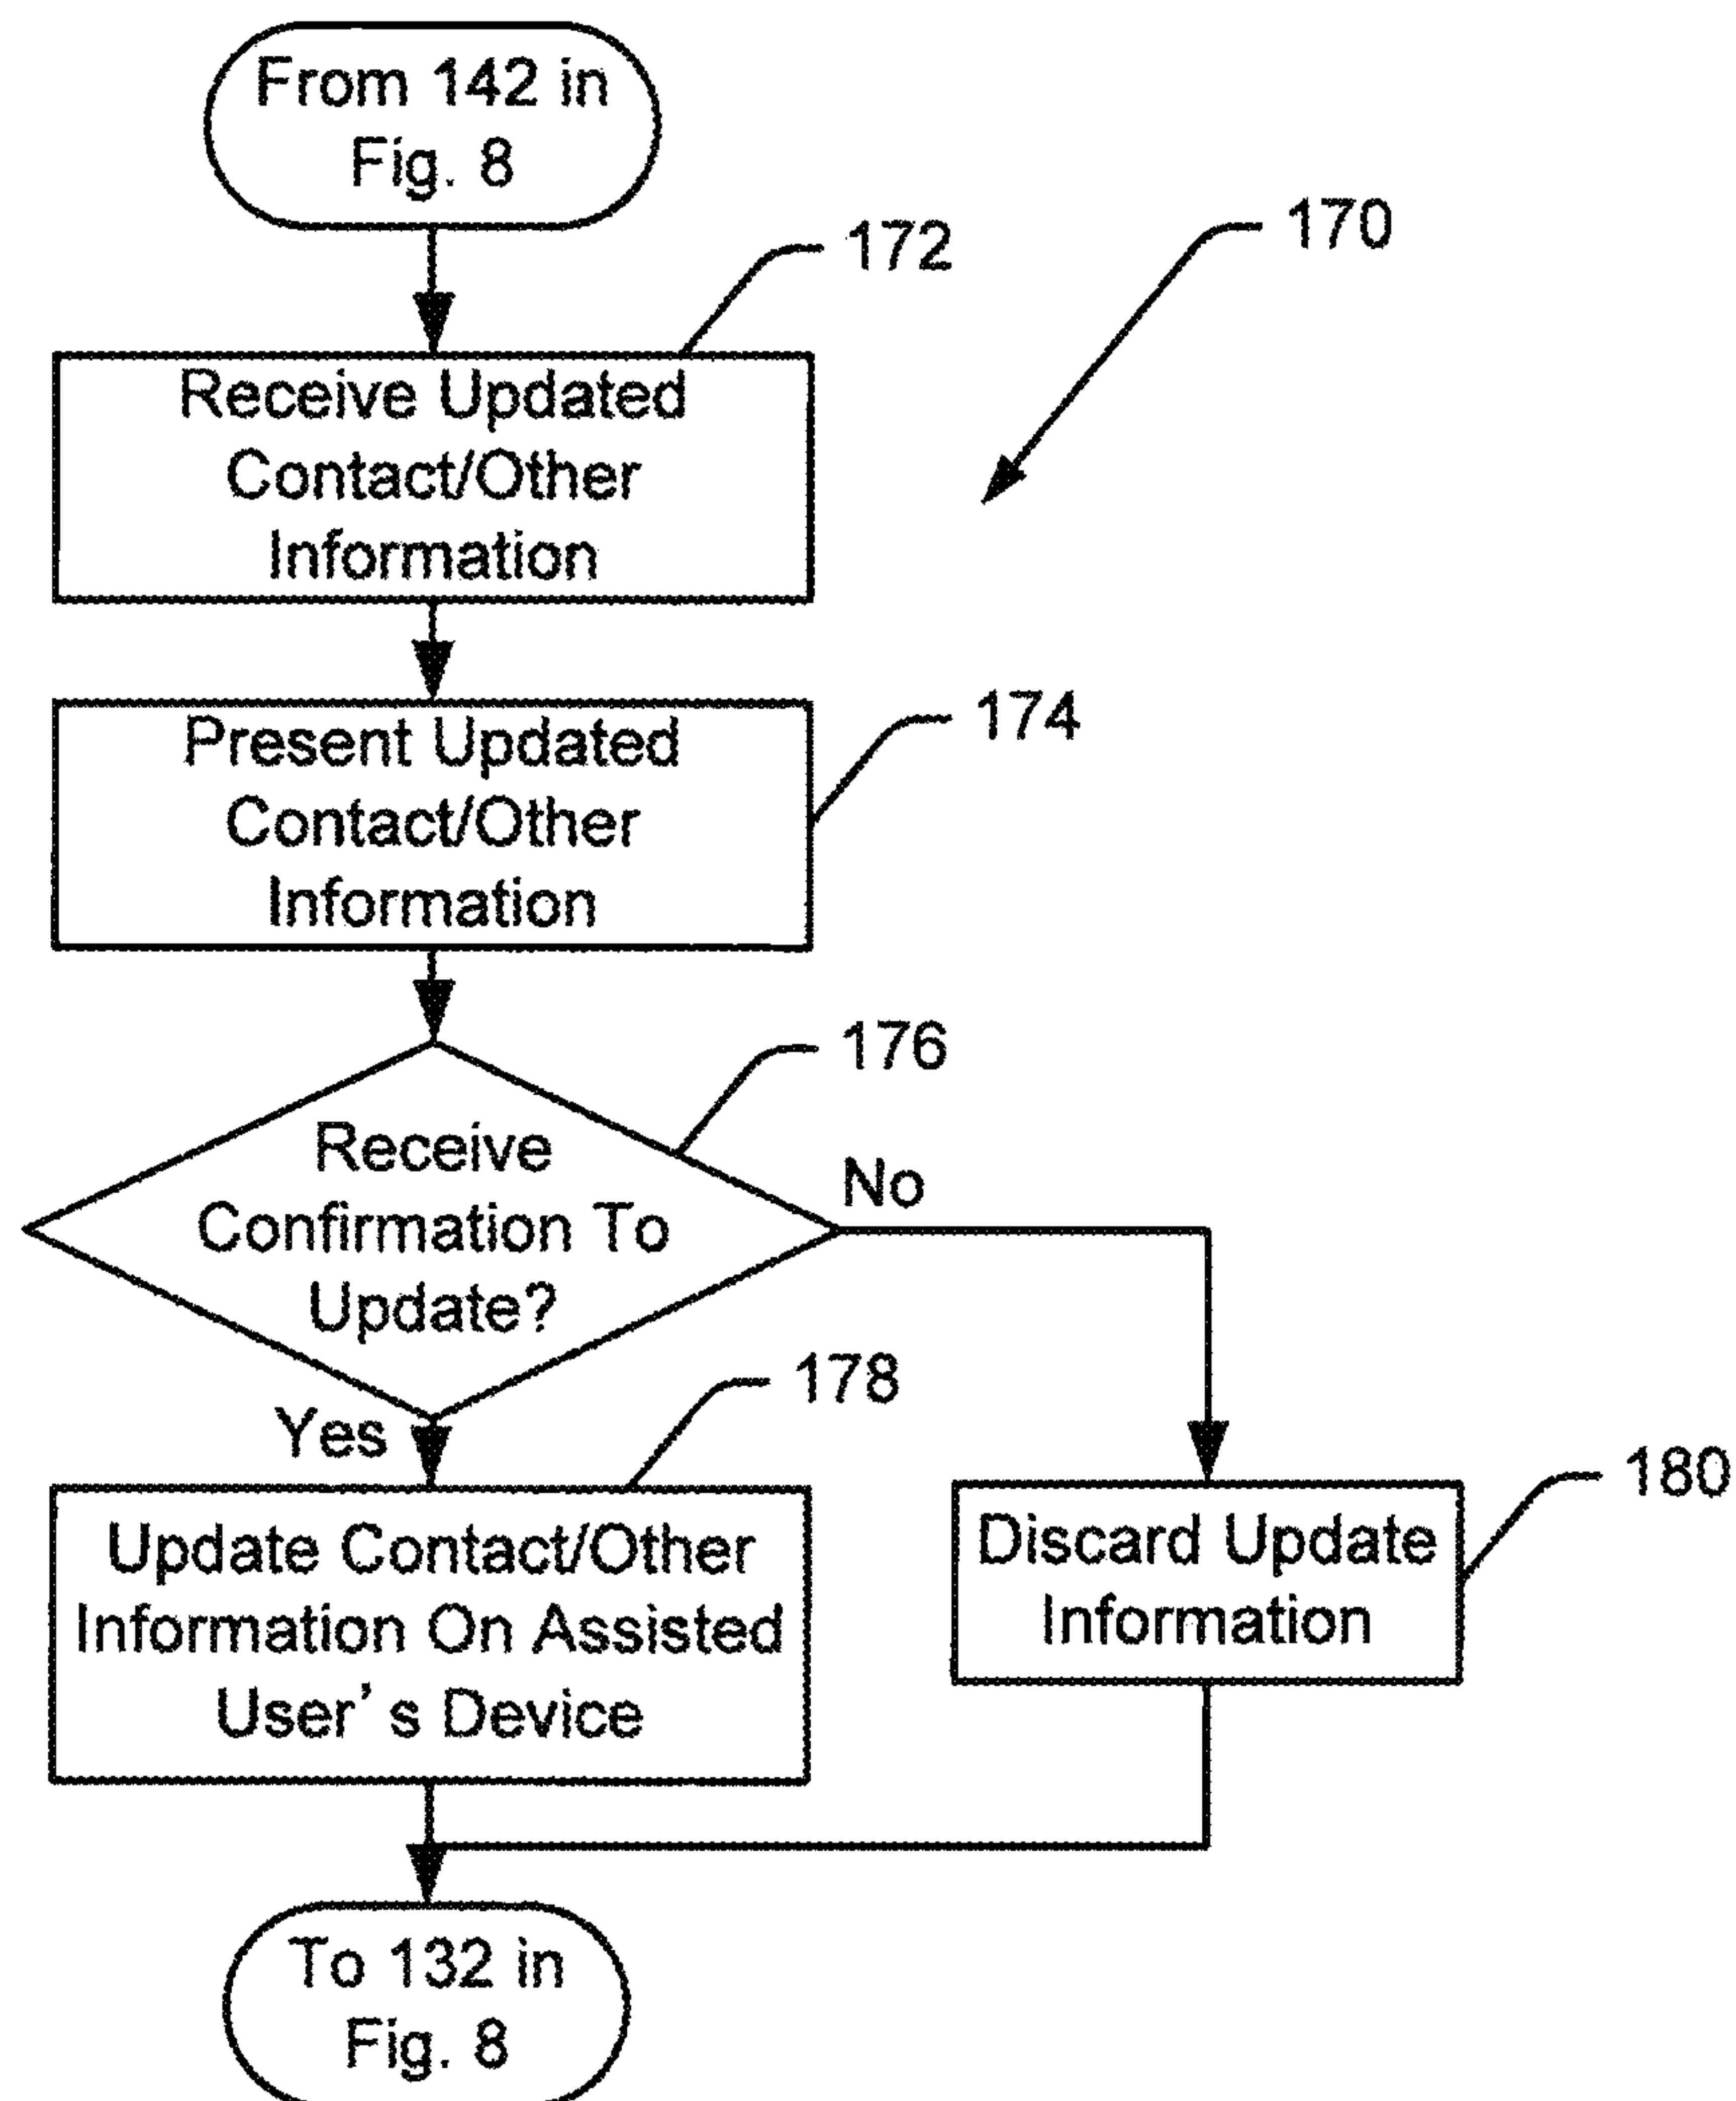 From 142 in
Fig. 8
172
170
Receive Updated
Contact/Other
Information
Present Updated
Contact/Other
Information
174
176
Receive
Confirmation To
Update?
No
Yes
178
Update Contact/Other
Information On Assisted
User's Device
180
Discard Update
Information
To 132 in
Fig. 8